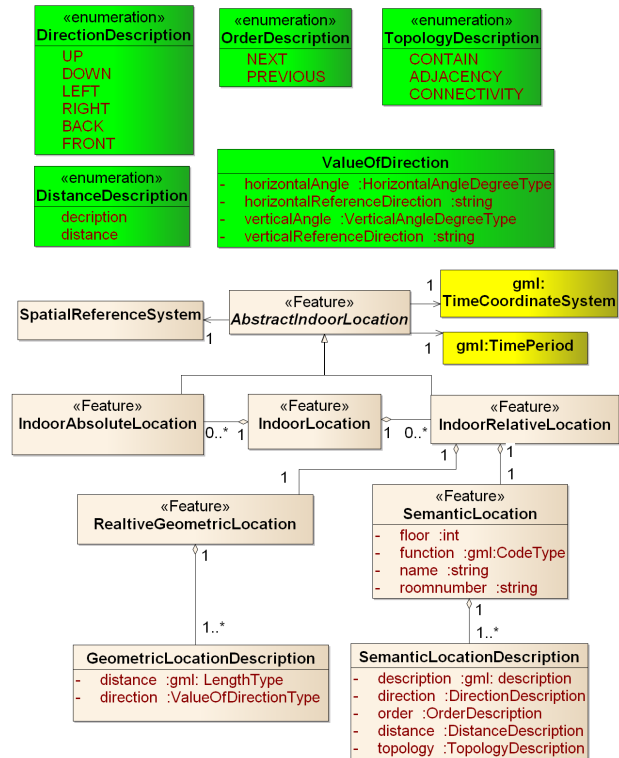 «enumeration»
DirectionDescription
UP
DOWN
LEFT
RIGHT
BACK
FRONT
«enumeration»
OrderDescription
NEXT
PREVIOUS
«enumeration»
TopologyDescription
CONTAIN
ADJACENCY
CONNECTIVITY
«enumeration»
DistanceDescription
decription
distance
ValueOfDirection
- horizontalAngle :HorizontalAngleDegreeType
- horizontalReferenceDirection :string
- verticalAngle :VerticalAngleDegreeType
- verticalReferenceDirection :string
SpatialReferenceSystem
1
«Feature»
AbstractIndoorLocation
1
gml:
TimeCoordinateSystem
1
gml:TimePeriod
«Feature»
IndoorAbsoluteLocation
0..*
1
«Feature»
IndoorLocation
1
0..*
«Feature»
IndoorRelativeLocation
1
1
1
1
«Feature»
RealtiveGeometricLocation
1
1..*
«Feature»
SemanticLocation
- floor :int
- function :gml:CodeType
- name :string
- roomnumber :string
1
1..*
GeometricLocationDescription
- distance :gml: LengthType
- direction :ValueOfDirectionType
SemanticLocationDescription
- description :gml: description
- direction :DirectionDescription
- order :OrderDescription
- distance :DistanceDescription
- topology :TopologyDescription